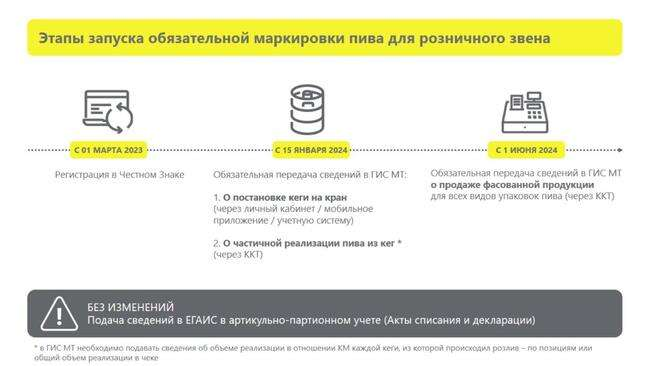 Этапы запуска обязательной маркировки пива для розничного звена
С 01 МАРТА 2023
С 15 ЯНВАРЯ 2024
С 1 ИЮНЯ 2024
Регистрация в Честном Знаке
Обязательная передача сведений в ГИС МТ:
1. О постановке кеги на кран
(через личный кабинет / мобильное
приложение / учетную систему)
2. О частичной реализации пива из кег *
(через ККТ)
Обязательная передача сведений в ГИС МТ
о продаже фасованной продукции
для всех видов упаковок пива (через ККТ)
БЕЗ ИЗМЕНЕНИЙ
Подача сведений в ЕГАИС в артикульно-партионном учете (Акты списания и декларации)
* в ГИС МТ необходимо подавать сведения об объеме реализации в отношении КМ каждой кеги, из которой происходил розлив – по позициям или
общий объем реализации в чеке